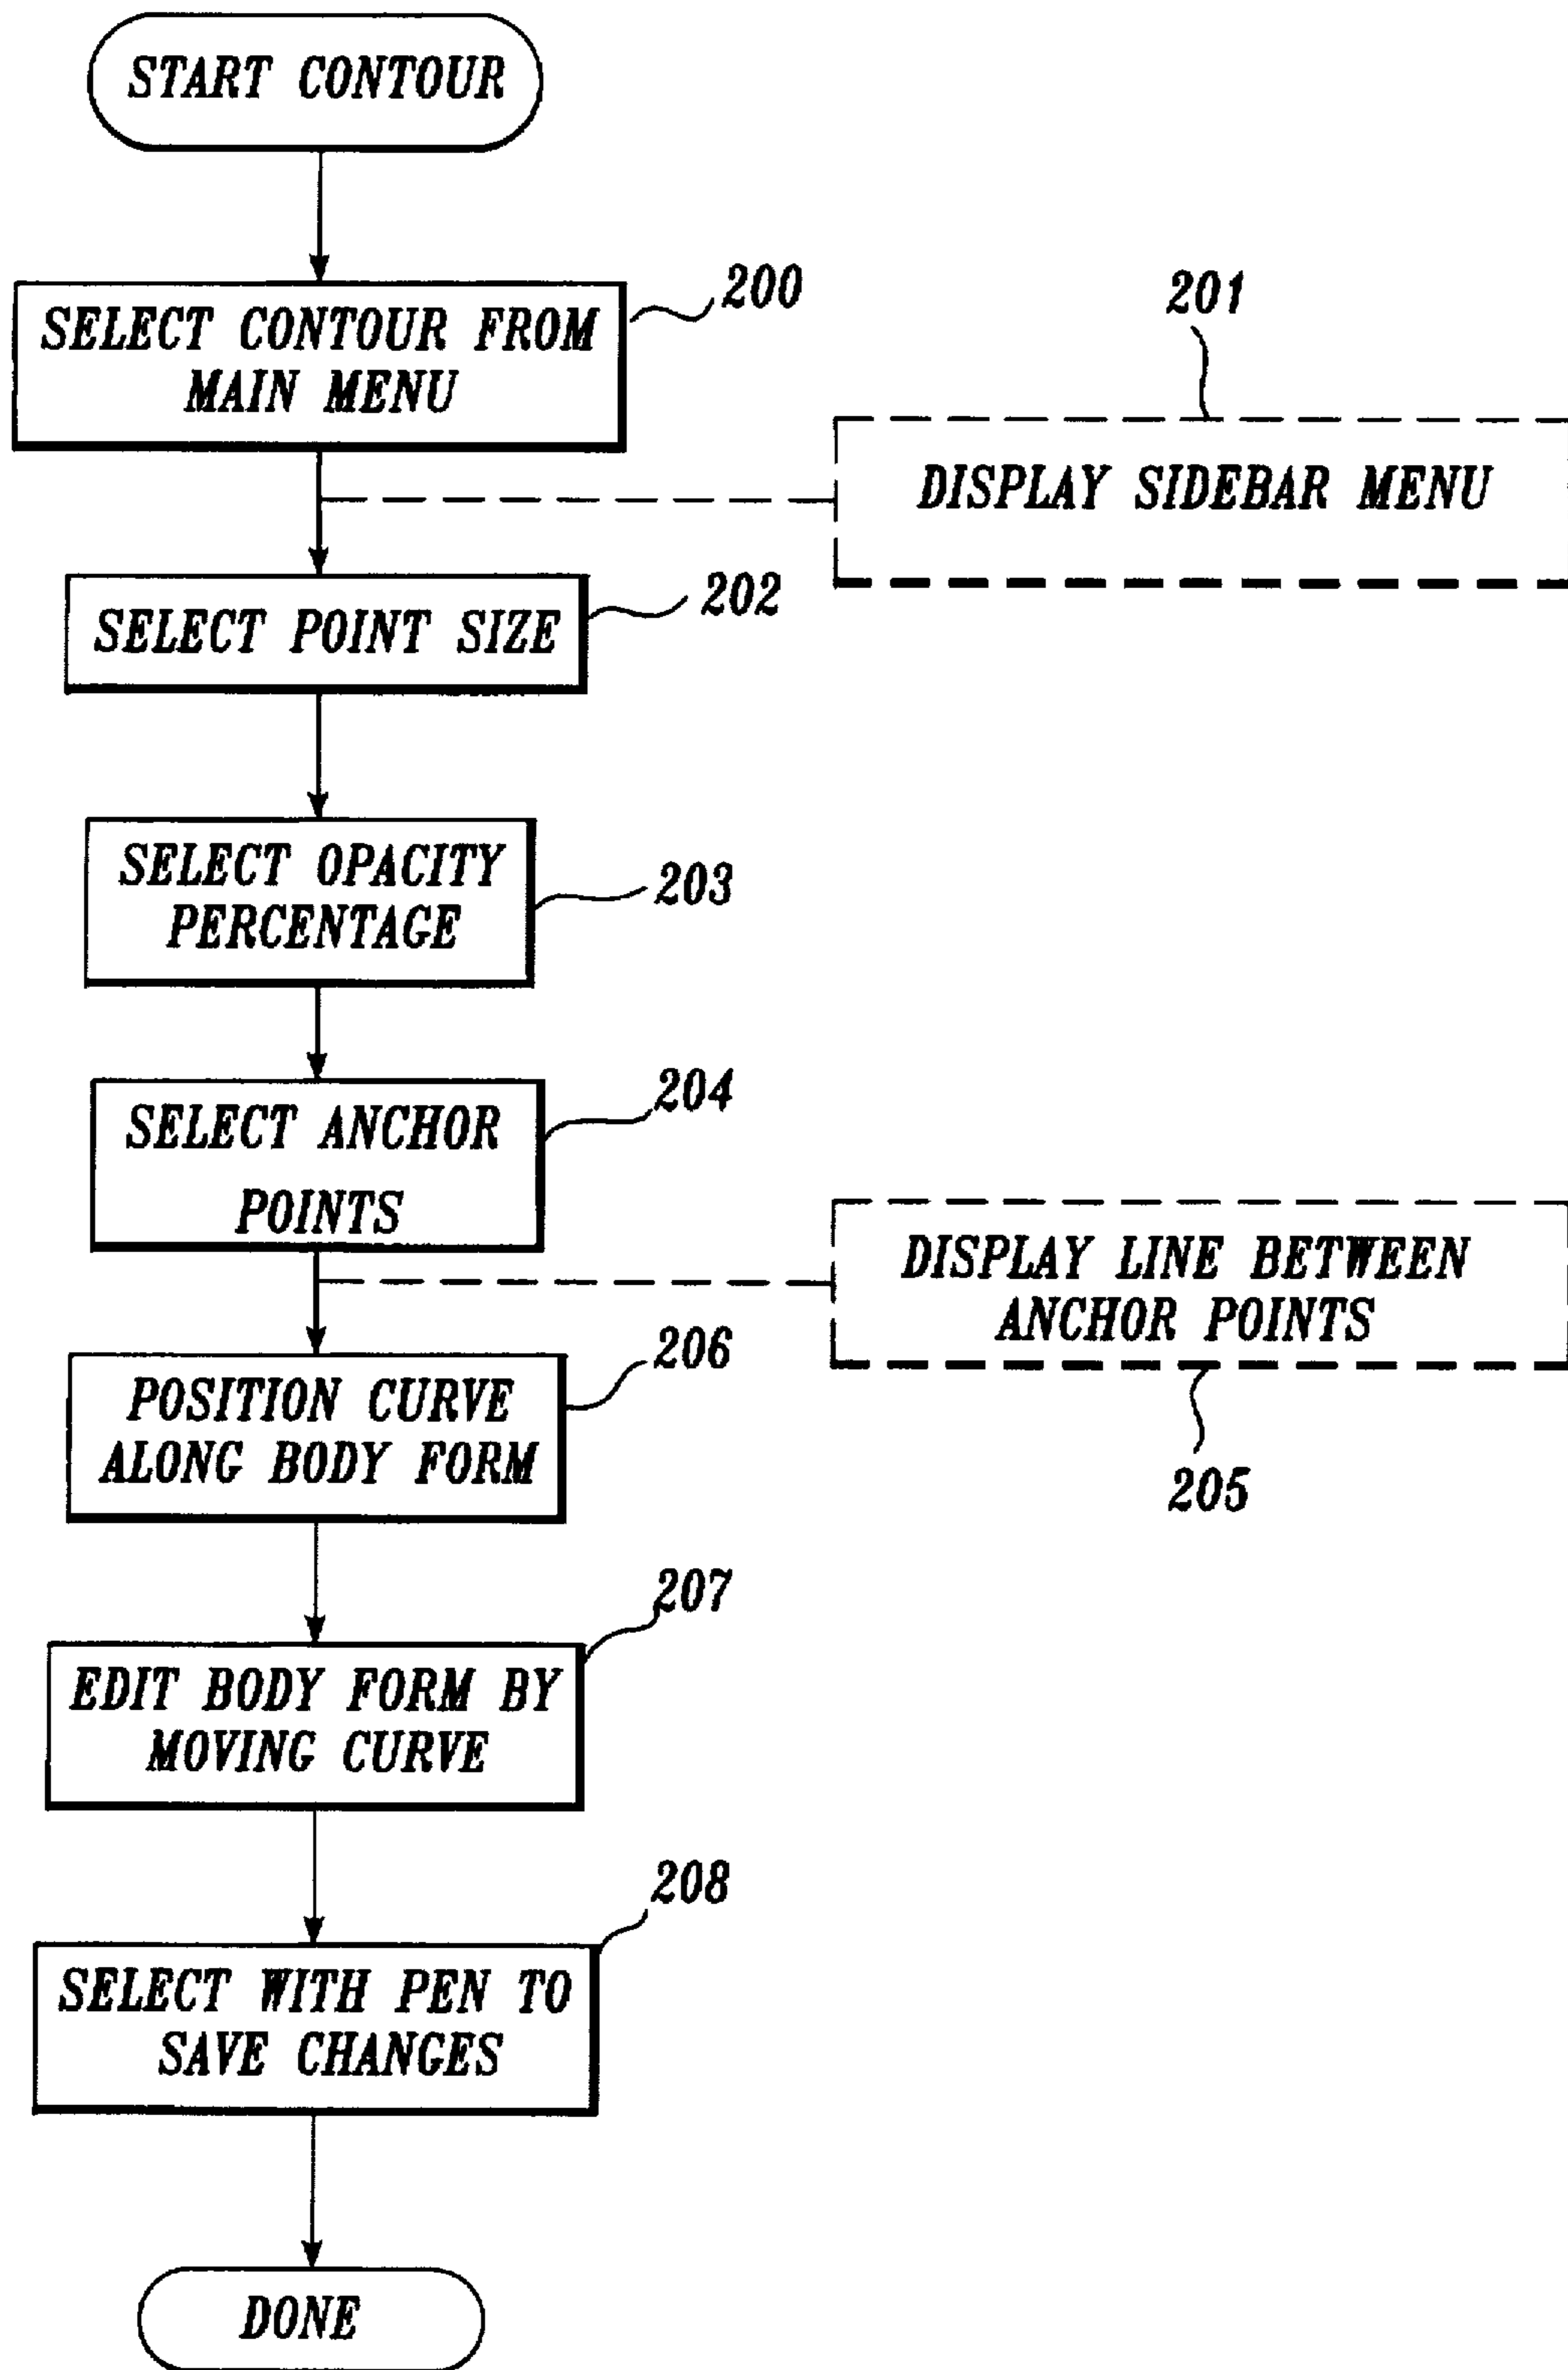 START CONTOUR
200
SELECT CONTOUR FROM
MAIN MENU
201
DISPLAY SIDEBAR MENU
202
SELECT POINT SIZE
203
SELECT OPACITY
PERCENTAGE
204
SELECT ANCHOR
POINTS
DISPLAY LINE BETWEEN
ANCHOR POINTS
205
206
POSITION CURVE
ALONG BODY FORM
207
EDIT BODY FORM BY
MOVING CURVE
208
SELECT WITH PEN TO
SAVE CHANGES
DONE